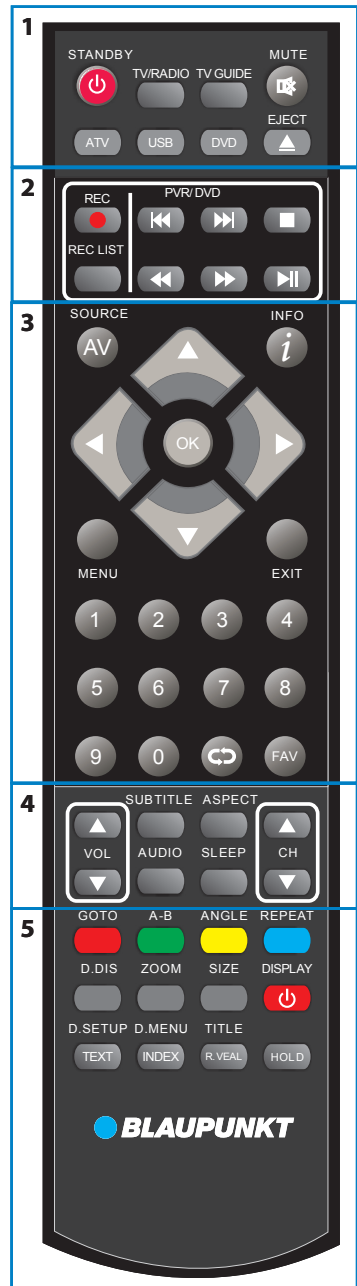 1
STANDBY MUTE
TV/RADIO TV GUIDE
EJECT
ATV USB DVD
2
REC PVR/DVD
REC LIST
3
SOURCE INFO
AV i
OK
MENU EXIT
1 2 3 4
5 6 7 8
9 0 FAV
4
SUBTITLE ASPECT
VOL AUDIO SLEEP CH
5
GOTO A-B ANGLE REPEAT
D.DIS ZOOM SIZE DISPLAY
D.SETUP D.MENU TITLE
TEXT INDEX R.VEAL HOLD
BLAUPUNKT